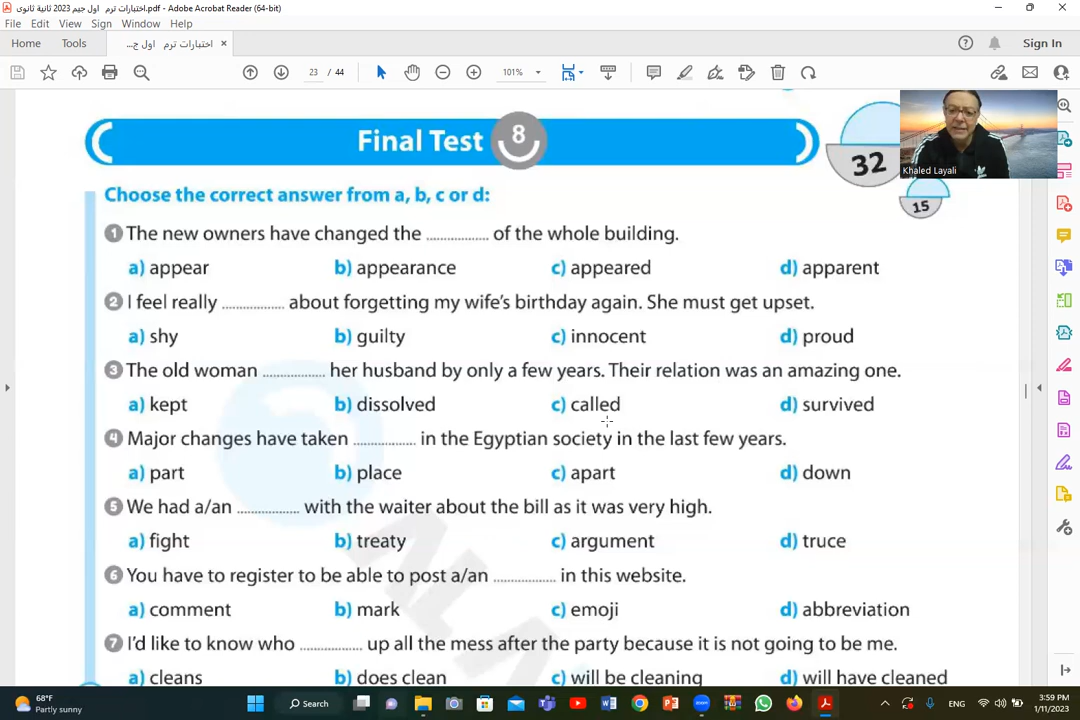 اختبارات ترم اول جيم 2023 ثانية ثانوى.pdf - Adobe Acrobat Reader (64-bit)
File Edit View Sign Window Help
Home Tools اختبارات ترم اول ج... × Sign In
23 / 44 101%
Final Test 8
32
Khaled Layali
15
Choose the correct answer from a, b, c or d:
1 The new owners have changed the .............. of the whole building.
a) appear b) appearance c) appeared d) apparent
2 I feel really .............. about forgetting my wife's birthday again. She must get upset.
a) shy b) guilty c) innocent d) proud
3 The old woman .............. her husband by only a few years. Their relation was an amazing one.
a) kept b) dissolved c) called d) survived
4 Major changes have taken .............. in the Egyptian society in the last few years.
a) part b) place c) apart d) down
5 We had a/an .............. with the waiter about the bill as it was very high.
a) fight b) treaty c) argument d) truce
6 You have to register to be able to post a/an .............. in this website.
a) comment b) mark c) emoji d) abbreviation
7 I'd like to know who .............. up all the mess after the party because it is not going to be me.
a) cleans b) does clean c) will be cleaning d) will have cleaned
68°F
Partly sunny
Search
ENG
3:59 PM
1/11/2023